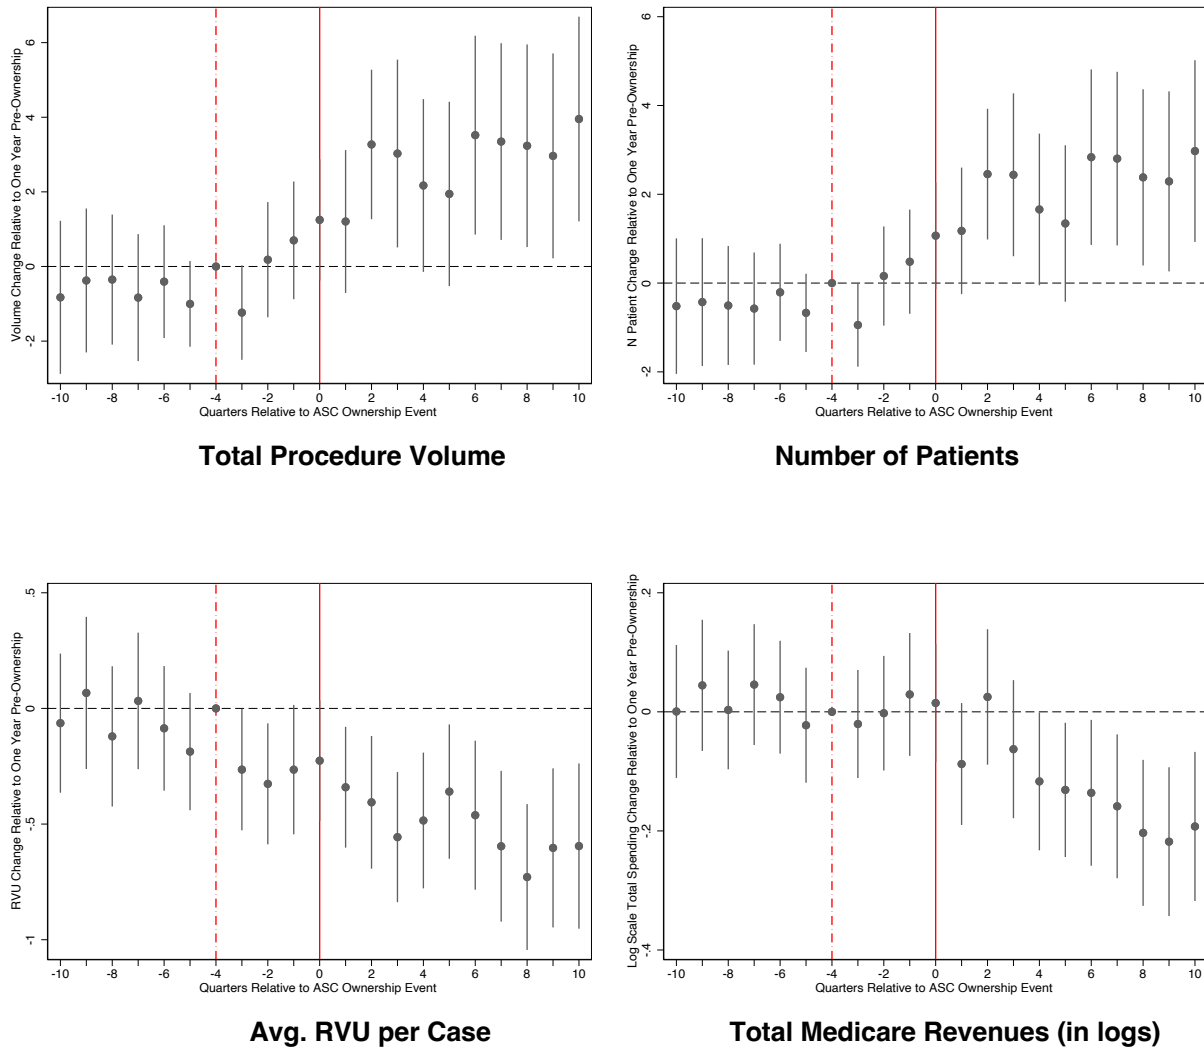 Volume Change Relative to One Year Pre-Ownership
6
4
2
0
-2
-10 -8 -6 -4 -2 0 2 4 6 8 10
Quarters Relative to ASC Ownership Event
Total Procedure Volume
N Patient Change Relative to One Year Pre-Ownership
6
4
2
0
-2
-10 -8 -6 -4 -2 0 2 4 6 8 10
Quarters Relative to ASC Ownership Event
Number of Patients
RVU Change Relative to One Year Pre-Ownership
.5
0
-.5
-1
-10 -8 -6 -4 -2 0 2 4 6 8 10
Quarters Relative to ASC Ownership Event
Avg. RVU per Case
Log Scale Total Spending Change Relative to One Year Pre-Ownership
.2
0
-.2
-.4
-10 -8 -6 -4 -2 0 2 4 6 8 10
Quarters Relative to ASC Ownership Event
Total Medicare Revenues (in logs)